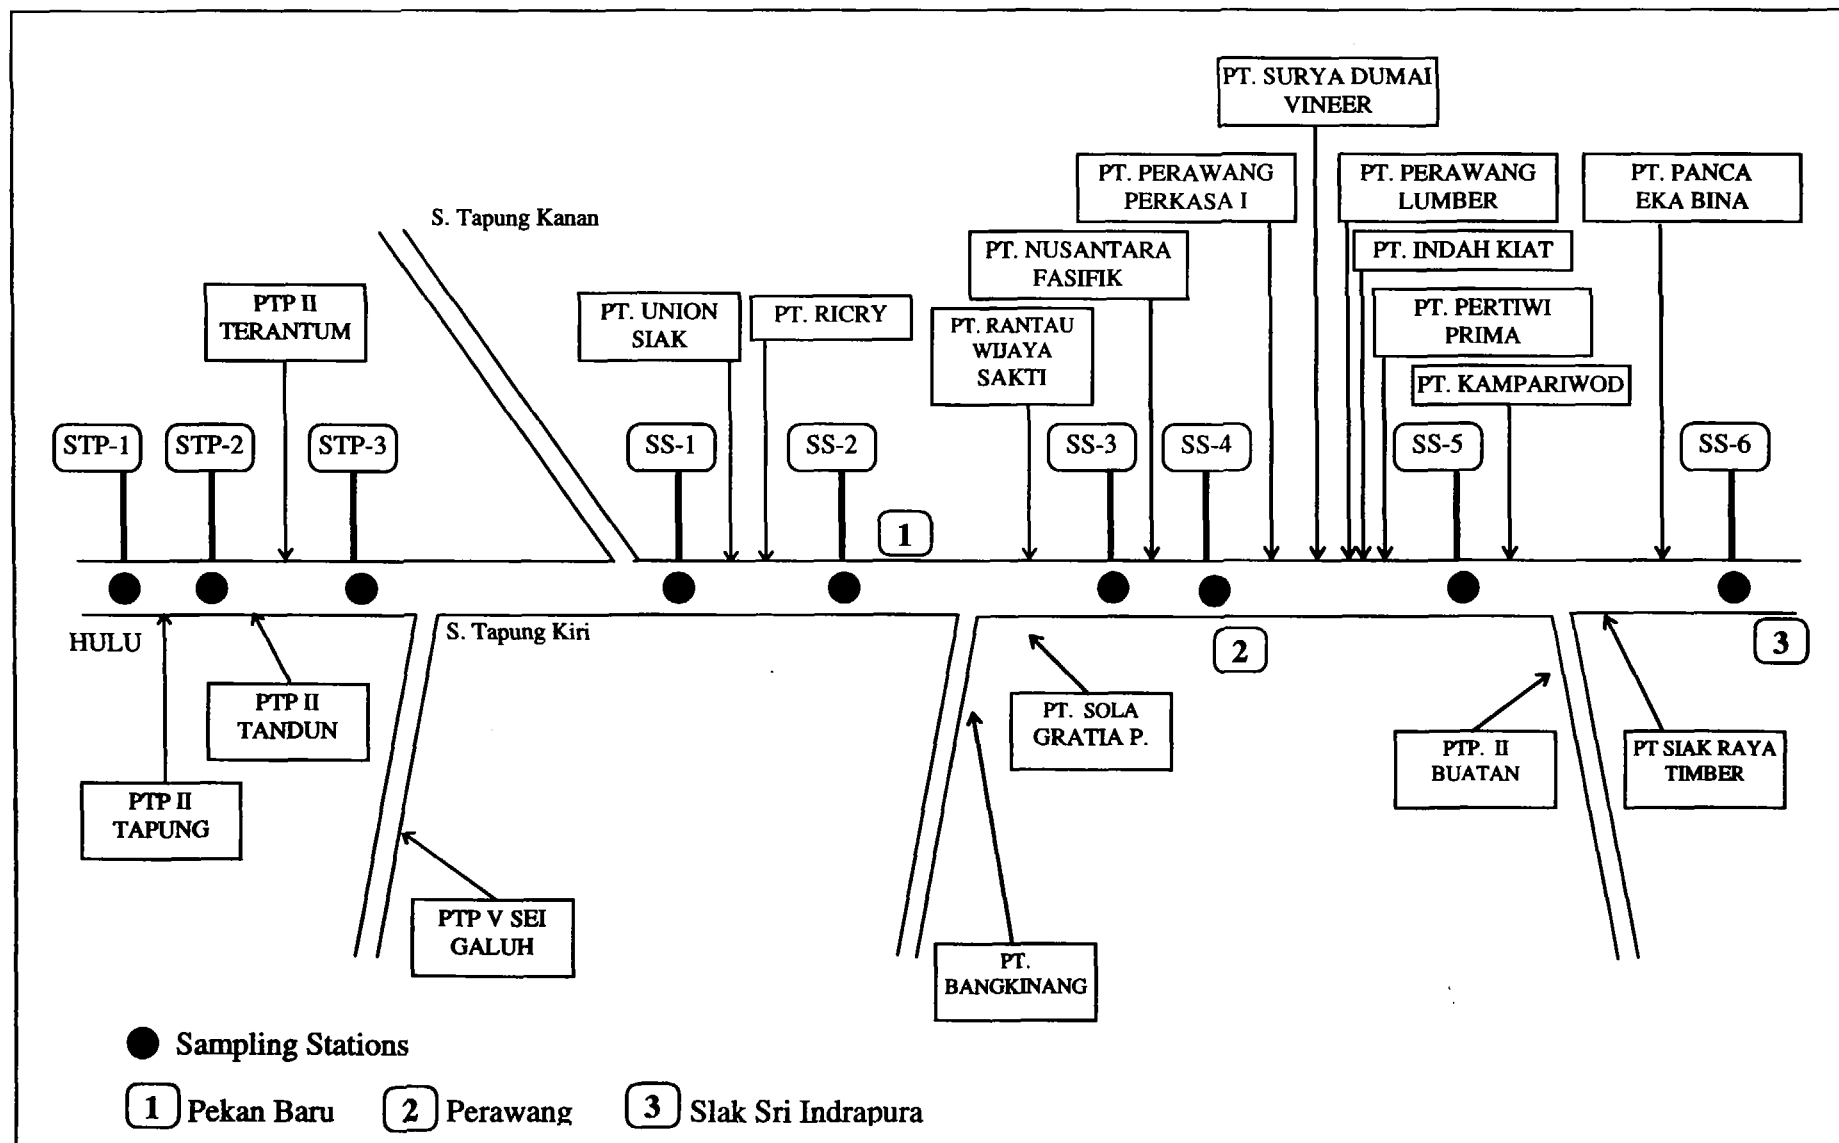 PT. SURYA DUMAI
VINEER
PT. PERAWANG
PERKASA I
PT. PERAWANG
LUMBER
PT. PANCA
EKA BINA
S. Tapung Kanan
PT. NUSANTARA
FASIFIK
PT. INDAH KIAT
PTP II
TERANTUM
PT. UNION
SIAK
PT. RICRY
PT. RANTAU
WIJAYA
SAKTI
PT. PERTIWI
PRIMA
PT. KAMPARIWOD
STP-1
STP-2
STP-3
SS-1
SS-2
SS-3
SS-4
SS-5
SS-6
1
HULU
S. Tapung Kiri
2
3
PTP II
TANDUN
PT. SOLA
GRATIA P.
PTP. II
BUATAN
PT SIAK RAYA
TIMBER
PTP II
TAPUNG
PTP V SEI
GALUH
PT.
BANGKINANG
Sampling Stations
1 Pekan Baru
2 Perawang
3 Slak Sri Indrapura